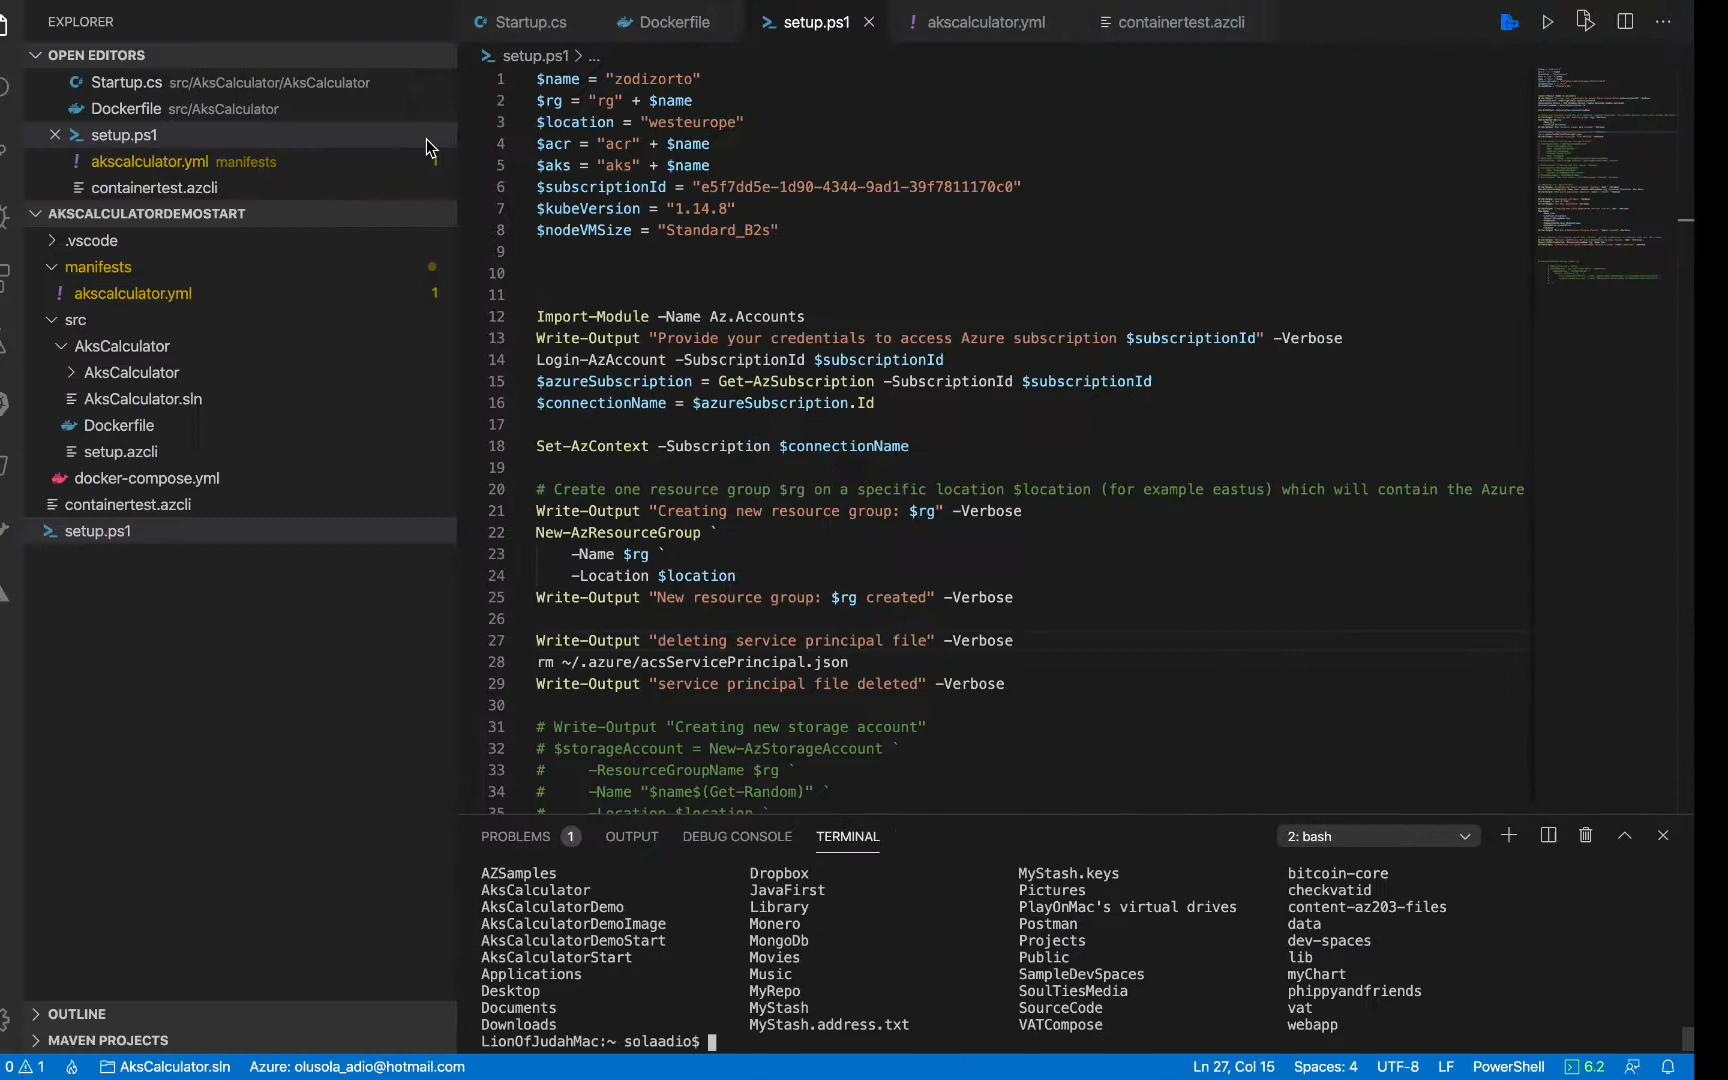 EXPLORER
OPEN EDITORS
Startup.cs src/AksCalculator/AksCalculator
Dockerfile src/AksCalculator
setup.ps1
! akscalculator.yml manifests
containertest.azcli
AKSCALCULATORDEMOSTART
.vscode
manifests
! akscalculator.yml 1
src
AksCalculator
AksCalculator
AksCalculator.sln
Dockerfile
setup.azcli
docker-compose.yml
containertest.azcli
setup.ps1
OUTLINE
MAVEN PROJECTS
Startup.cs Dockerfile setup.ps1 ! akscalculator.yml containertest.azcli
setup.ps1 > ...
1 $name = "zodizorto"
2 $rg = "rg" + $name
3 $location = "westeurope"
4 $acr = "acr" + $name
5 $aks = "aks" + $name
6 $subscriptionId = "e5f7dd5e-1d90-4344-9ad1-39f7811170c0"
7 $kubeVersion = "1.14.8"
8 $nodeVMSize = "Standard_B2s"
9
10
11
12 Import-Module -Name Az.Accounts
13 Write-Output "Provide your credentials to access Azure subscription $subscriptionId" -Verbose
14 Login-AzAccount -SubscriptionId $subscriptionId
15 $azureSubscription = Get-AzSubscription -SubscriptionId $subscriptionId
16 $connectionName = $azureSubscription.Id
17
18 Set-AzContext -Subscription $connectionName
19
20 # Create one resource group $rg on a specific location $location (for example eastus) which will contain the Azure
21 Write-Output "Creating new resource group: $rg" -Verbose
22 New-AzResourceGroup `
23 -Name $rg `
24 -Location $location
25 Write-Output "New resource group: $rg created" -Verbose
26
27 Write-Output "deleting service principal file" -Verbose
28 rm ~/.azure/acsServicePrincipal.json
29 Write-Output "service principal file deleted" -Verbose
30
31 # Write-Output "Creating new storage account"
32 # $storageAccount = New-AzStorageAccount `
33 # -ResourceGroupName $rg `
34 # -Name "$name$(Get-Random)" `
35 # -Location $location `
PROBLEMS 1 OUTPUT DEBUG CONSOLE TERMINAL 2: bash
AZSamples Dropbox MyStash.keys bitcoin-core
AksCalculator JavaFirst Pictures checkvatid
AksCalculatorDemo Library PlayOnMac's virtual drives content-az203-files
AksCalculatorDemoImage Monero Postman data
AksCalculatorDemoStart MongoDb Projects dev-spaces
AksCalculatorStart Movies Public lib
Applications Music SampleDevSpaces myChart
Desktop MyRepo SoulTiesMedia phippyandfriends
Documents MyStash SourceCode vat
Downloads MyStash.address.txt VATCompose webapp
LionOfJudahMac:~ solaadio$
0 1 AksCalculator.sln Azure: olusola_adio@hotmail.com Ln 27, Col 15 Spaces: 4 UTF-8 LF PowerShell 6.2